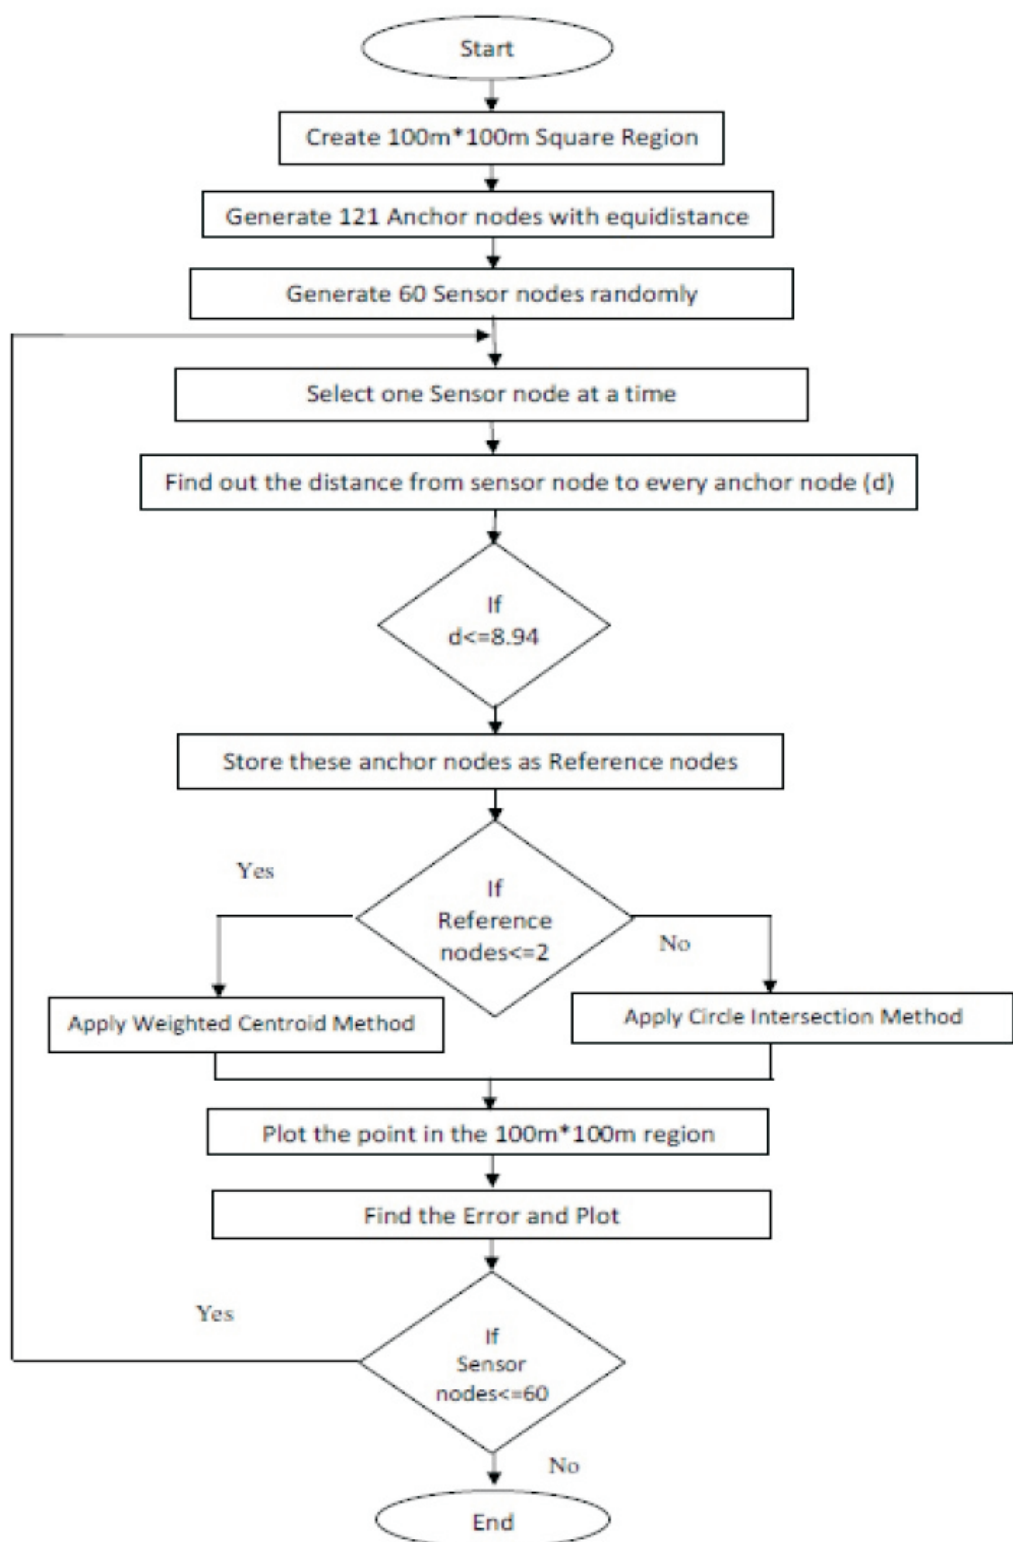 Start
Create 100m*100m Square Region
Generate 121 Anchor nodes with equidistance
Generate 60 Sensor nodes randomly
Select one Sensor node at a time
Find out the distance from sensor node to every anchor node (d)
If
d<=8.94
Store these anchor nodes as Reference nodes
Yes
If
Reference
nodes<=2
No
Apply Weighted Centroid Method
Apply Circle Intersection Method
Plot the point in the 100m*100m region
Find the Error and Plot
Yes
If
Sensor
nodes<=60
No
End